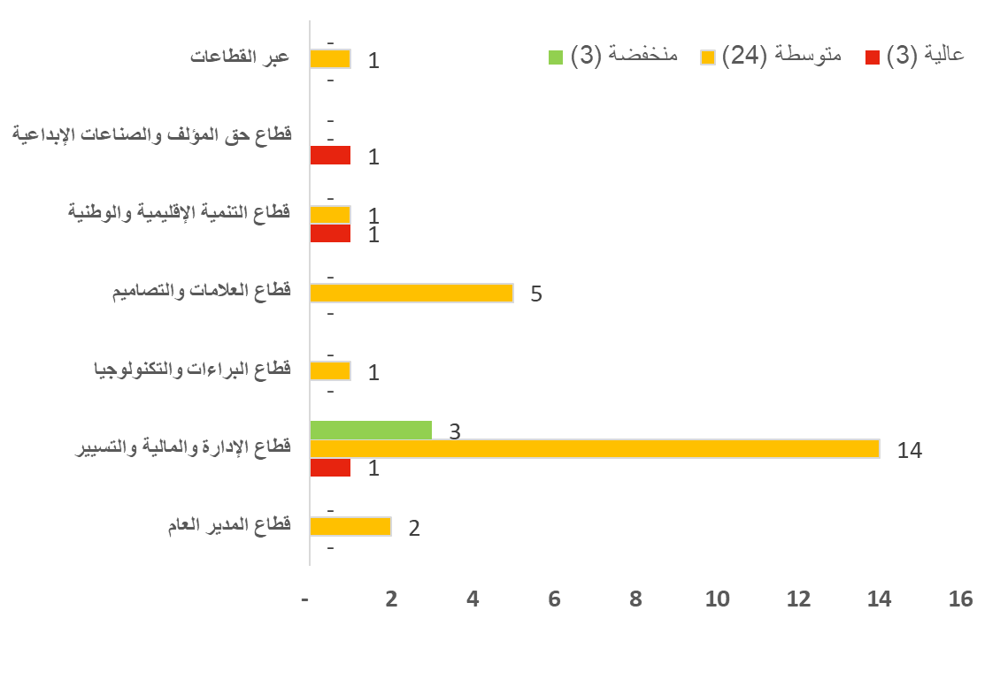 عالية (3) متوسطة (24) منخفضة (3)
عبر القطاعات
-
1
-
قطاع حق المؤلف والصناعات الإبداعية
-
-
1
قطاع التنمية الإقليمية والوطنية
-
1
1
قطاع العلامات والتصاميم
-
5
-
قطاع البراءات والتكنولوجيا
-
1
-
قطاع الإدارة والمالية والتسيير
3
14
1
قطاع المدير العام
-
2
-
- 2 4 6 8 10 12 14 16